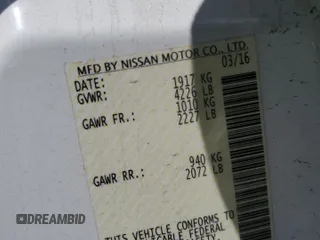 MFD BY NISSAN MOTOR CO., LTD.
DATE: 03/16
GVWR: 1917 KG
4226 LB
GAWR FR.: 1010 KG
2227 LB
GAWR RR.: 940 KG
2072 LB
THIS VEHICLE CONFORMS TO
FEDERAL
DREAMBID